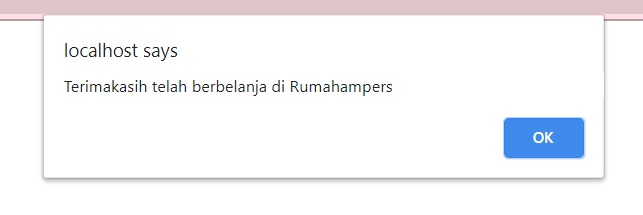 localhost says
Terimakasih telah berbelanja di Rumahampers
OK